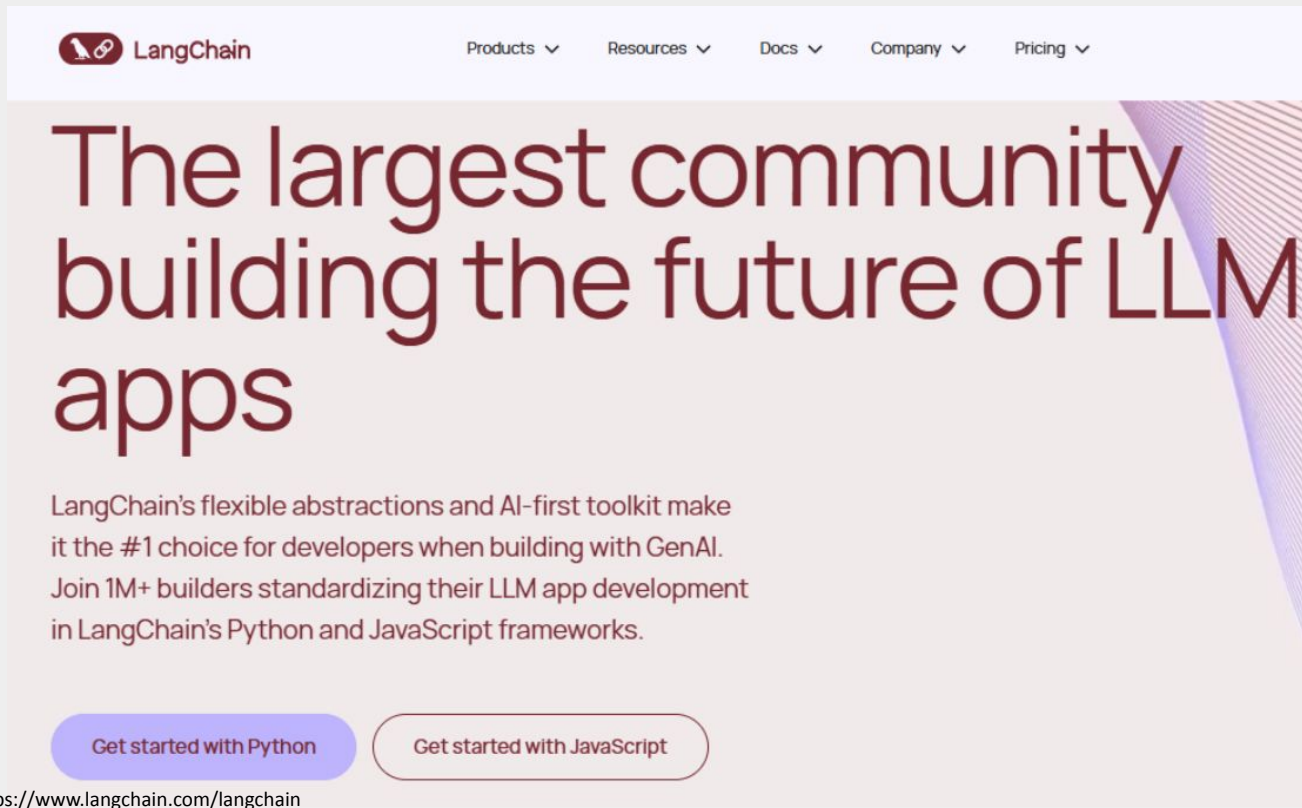 LangChain
Products Resources Docs Company Pricing
The largest community
building the future of LLM
apps
LangChain's flexible abstractions and AI-first toolkit make
it the #1 choice for developers when building with GenAI.
Join 1M+ builders standardizing their LLM app development
in LangChain's Python and JavaScript frameworks.
Get started with Python Get started with JavaScript
ps://www.langchain.com/langchain